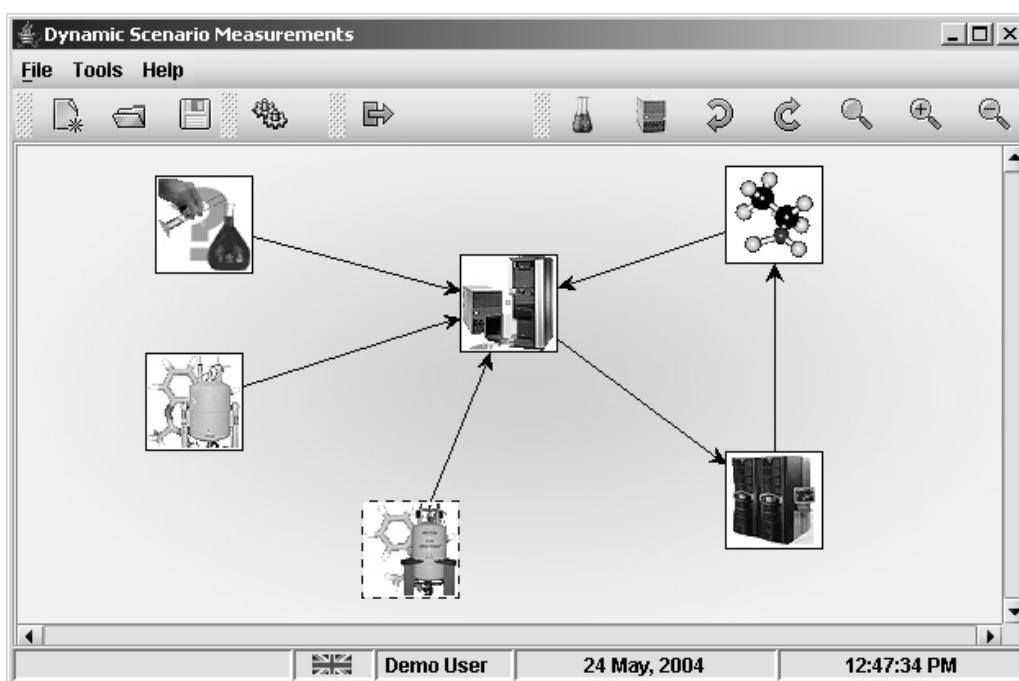 Dynamic Scenario Measurements
File Tools Help
?
Demo User 24 May, 2004 12:47:34 PM